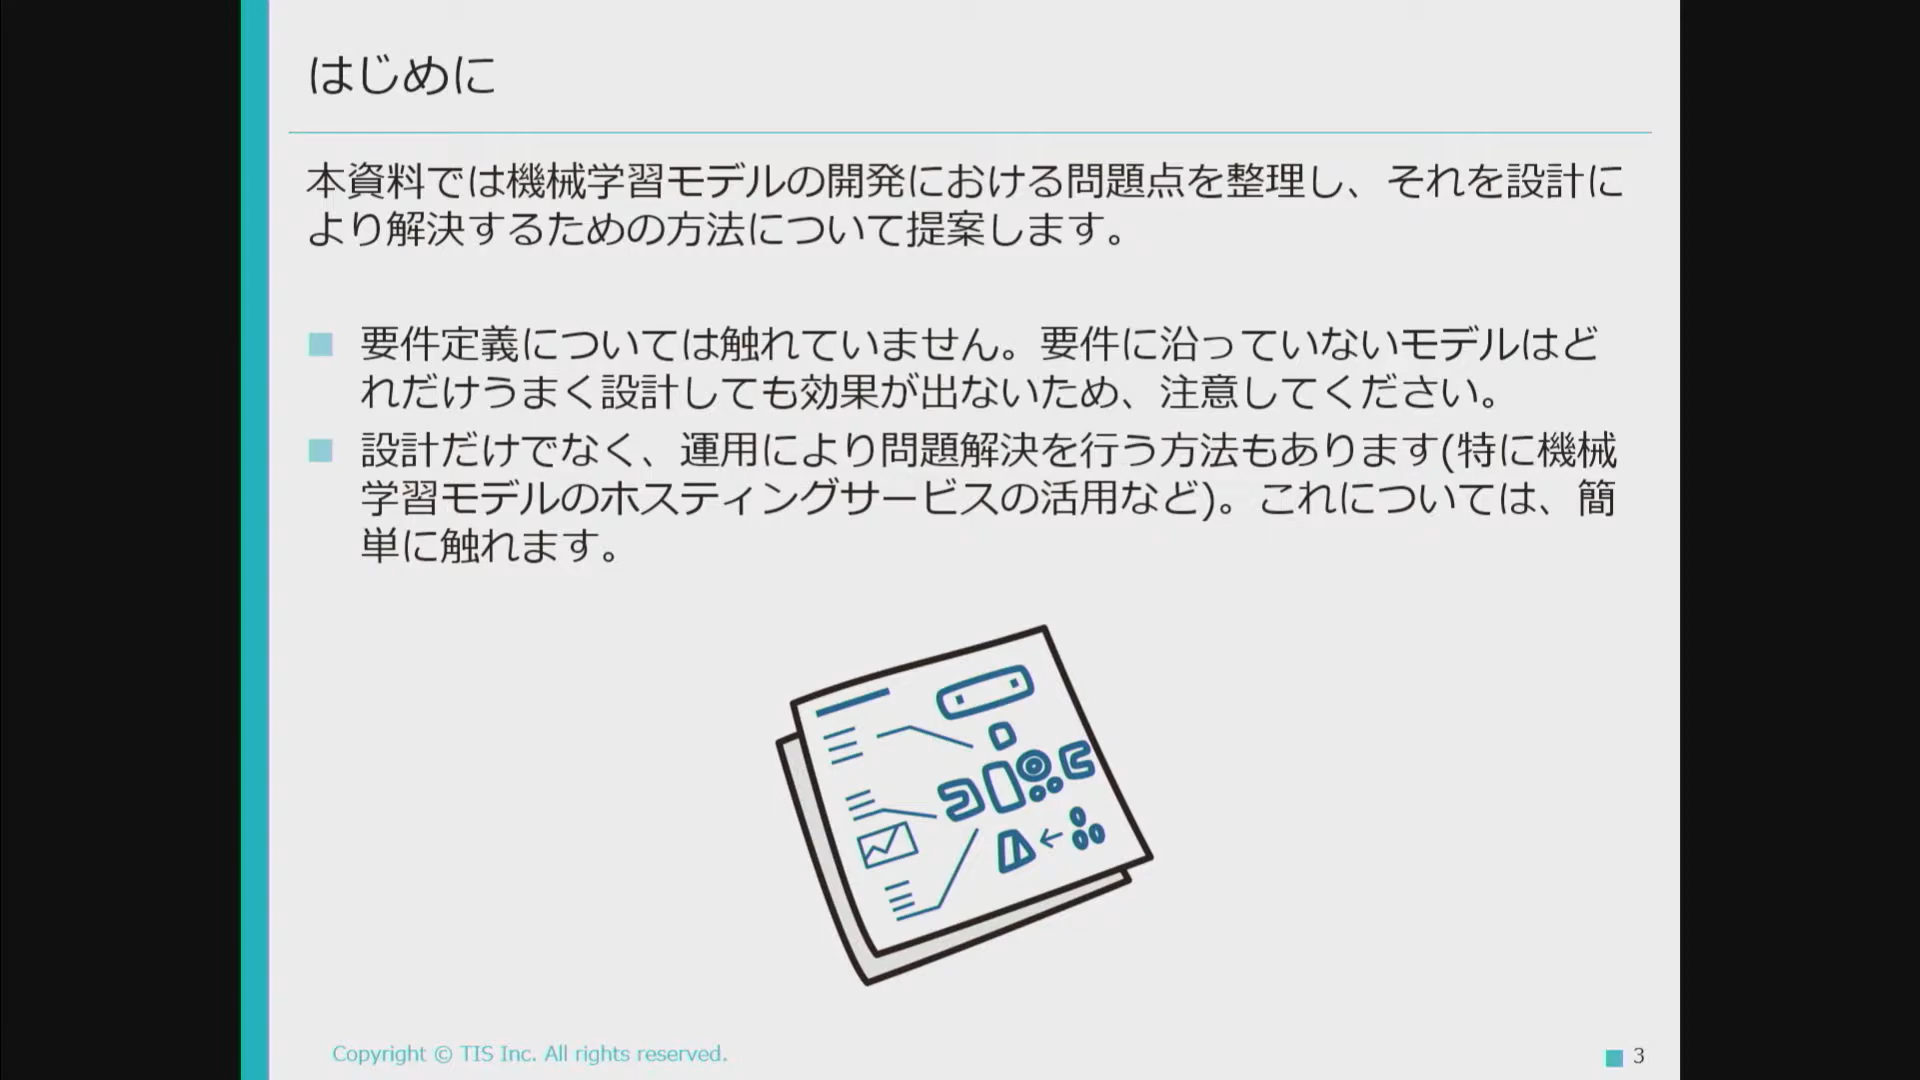 はじめに
本資料では機械学習モデルの開発における問題点を整理し、それを設計に
より解決するための方法について提案します。
要件定義については触れていません。要件に沿っていないモデルはど
れだけうまく設計しても効果が出ないため、注意してください。
設計だけでなく、運用により問題解決を行う方法もあります(特に機械
学習モデルのホスティングサービスの活用など)。これについては、簡
単に触れます。
Copyright © TIS Inc. All rights reserved.
3